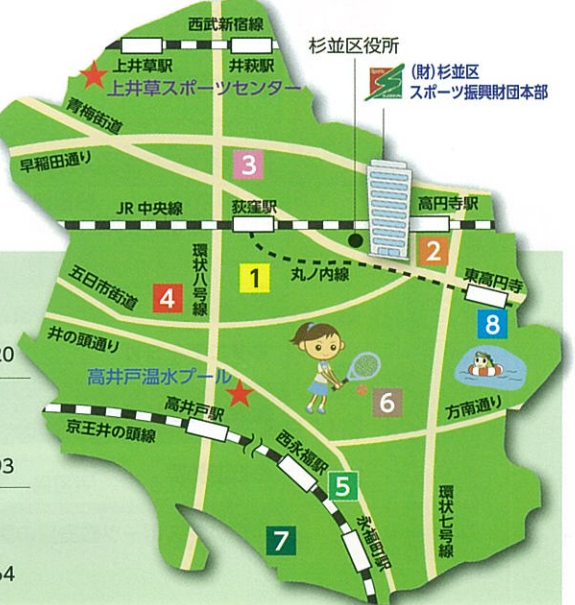 西武新宿線
杉並区役所
上井草駅
井荻駅
(財)杉並区
スポーツ振興財団本部
上井草スポーツセンター
青梅街道
早稲田通り
3
JR中央線
荻窪駅
高円寺駅
2
環状八号線
1
丸ノ内線
東高円寺
五日市街道
4
8
井の頭通り
20
高井戸温水プール
6
高井戸駅
方南通り
京王井の頭線
西永福駅
93
5
環状七号線
永福町駅
7
64